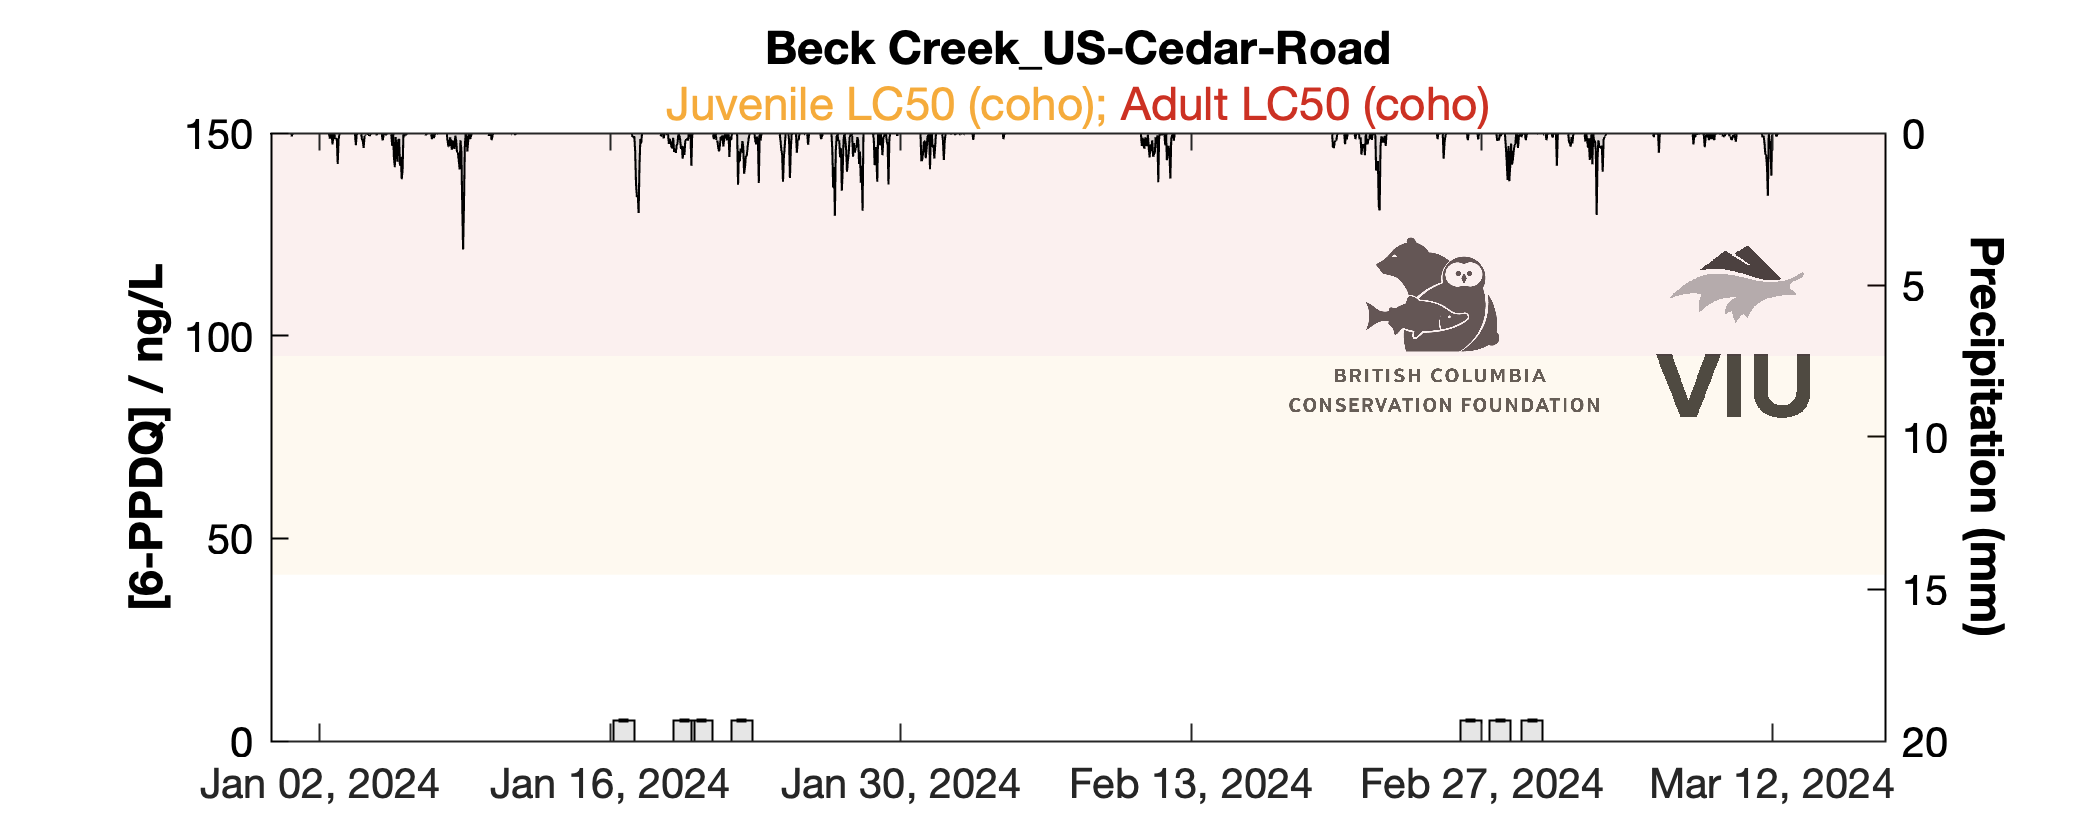 Beck Creek_US-Cedar-Road
Juvenile LC50 (coho); Adult LC50 (coho)
150
100
50
0
[6-PPDQ] / ng/L
0
5
10
15
20
Precipitation (mm)
BRITISH COLUMBIA
CONSERVATION FOUNDATION
VIU
Jan 02, 2024
Jan 16, 2024
Jan 30, 2024
Feb 13, 2024
Feb 27, 2024
Mar 12, 2024